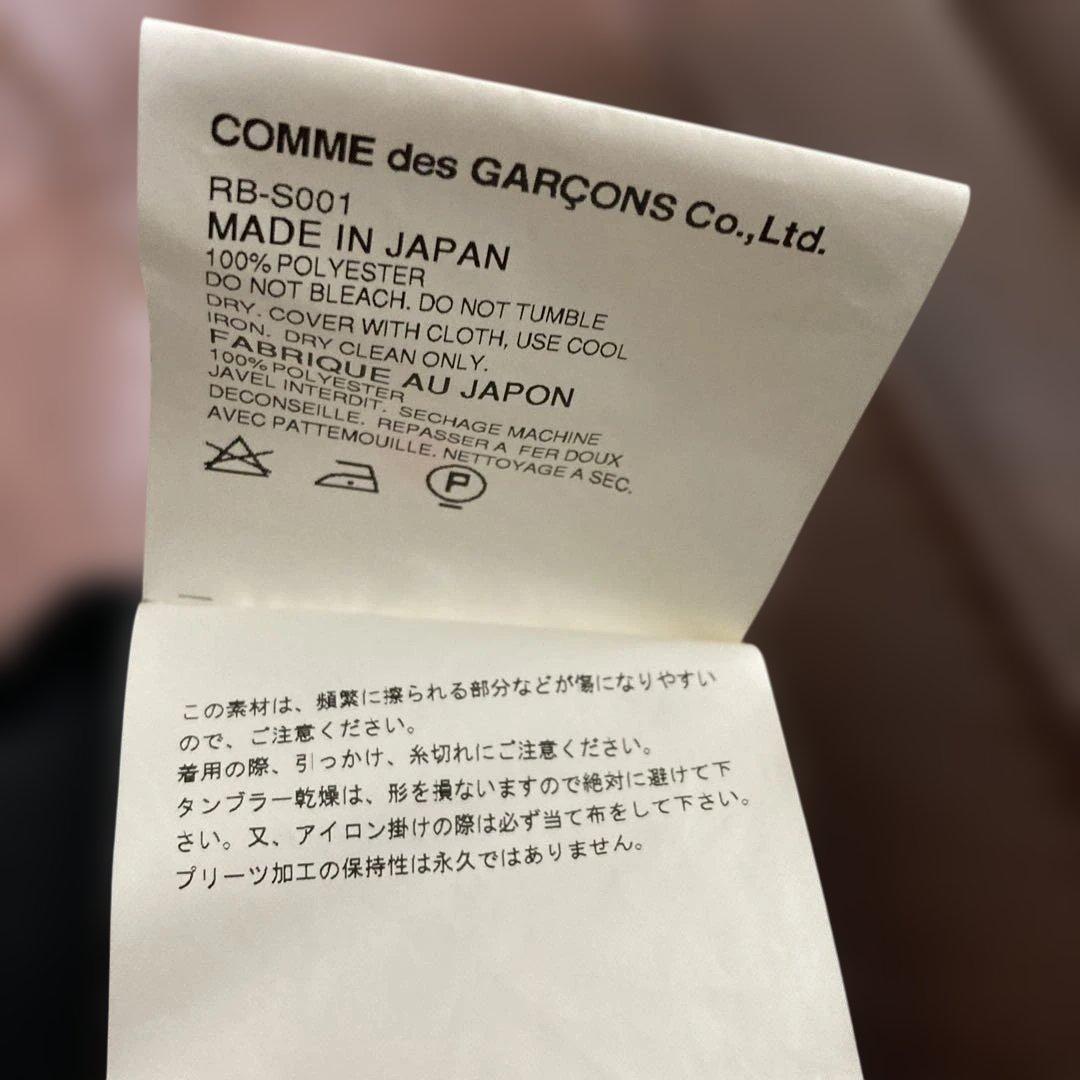 COMME des GARÇONS Co.,Ltd.
RB-S001
MADE IN JAPAN
100% POLYESTER
DO NOT BLEACH. DO NOT TUMBLE
DRY. COVER WITH CLOTH, USE COOL
IRON. DRY CLEAN ONLY.
FABRIQUE AU JAPON
100% POLYESTER
JAVEL INTERDIT. SECHAGE MACHINE
DECONSEILLE. REPASSER A FER DOUX
AVEC PATTEMOUILLE. NETTOYAGE A SEC.
P
この素材は、頻繁に擦られる部分などが傷になりやすい
ので、ご注意ください。
着用の際、引っかけ、糸切れにご注意ください。
タンブラー乾燥は、形を損ないますので絶対に避けて下
さい。又、アイロン掛けの際は必ず当て布をして下さい。
プリーツ加工の保持性は永久ではありません。